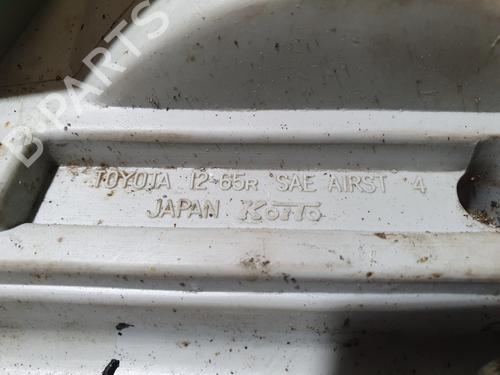 B-PARTS
TOYOTA 12-65R SAE AIRST 4
JAPAN KOITO